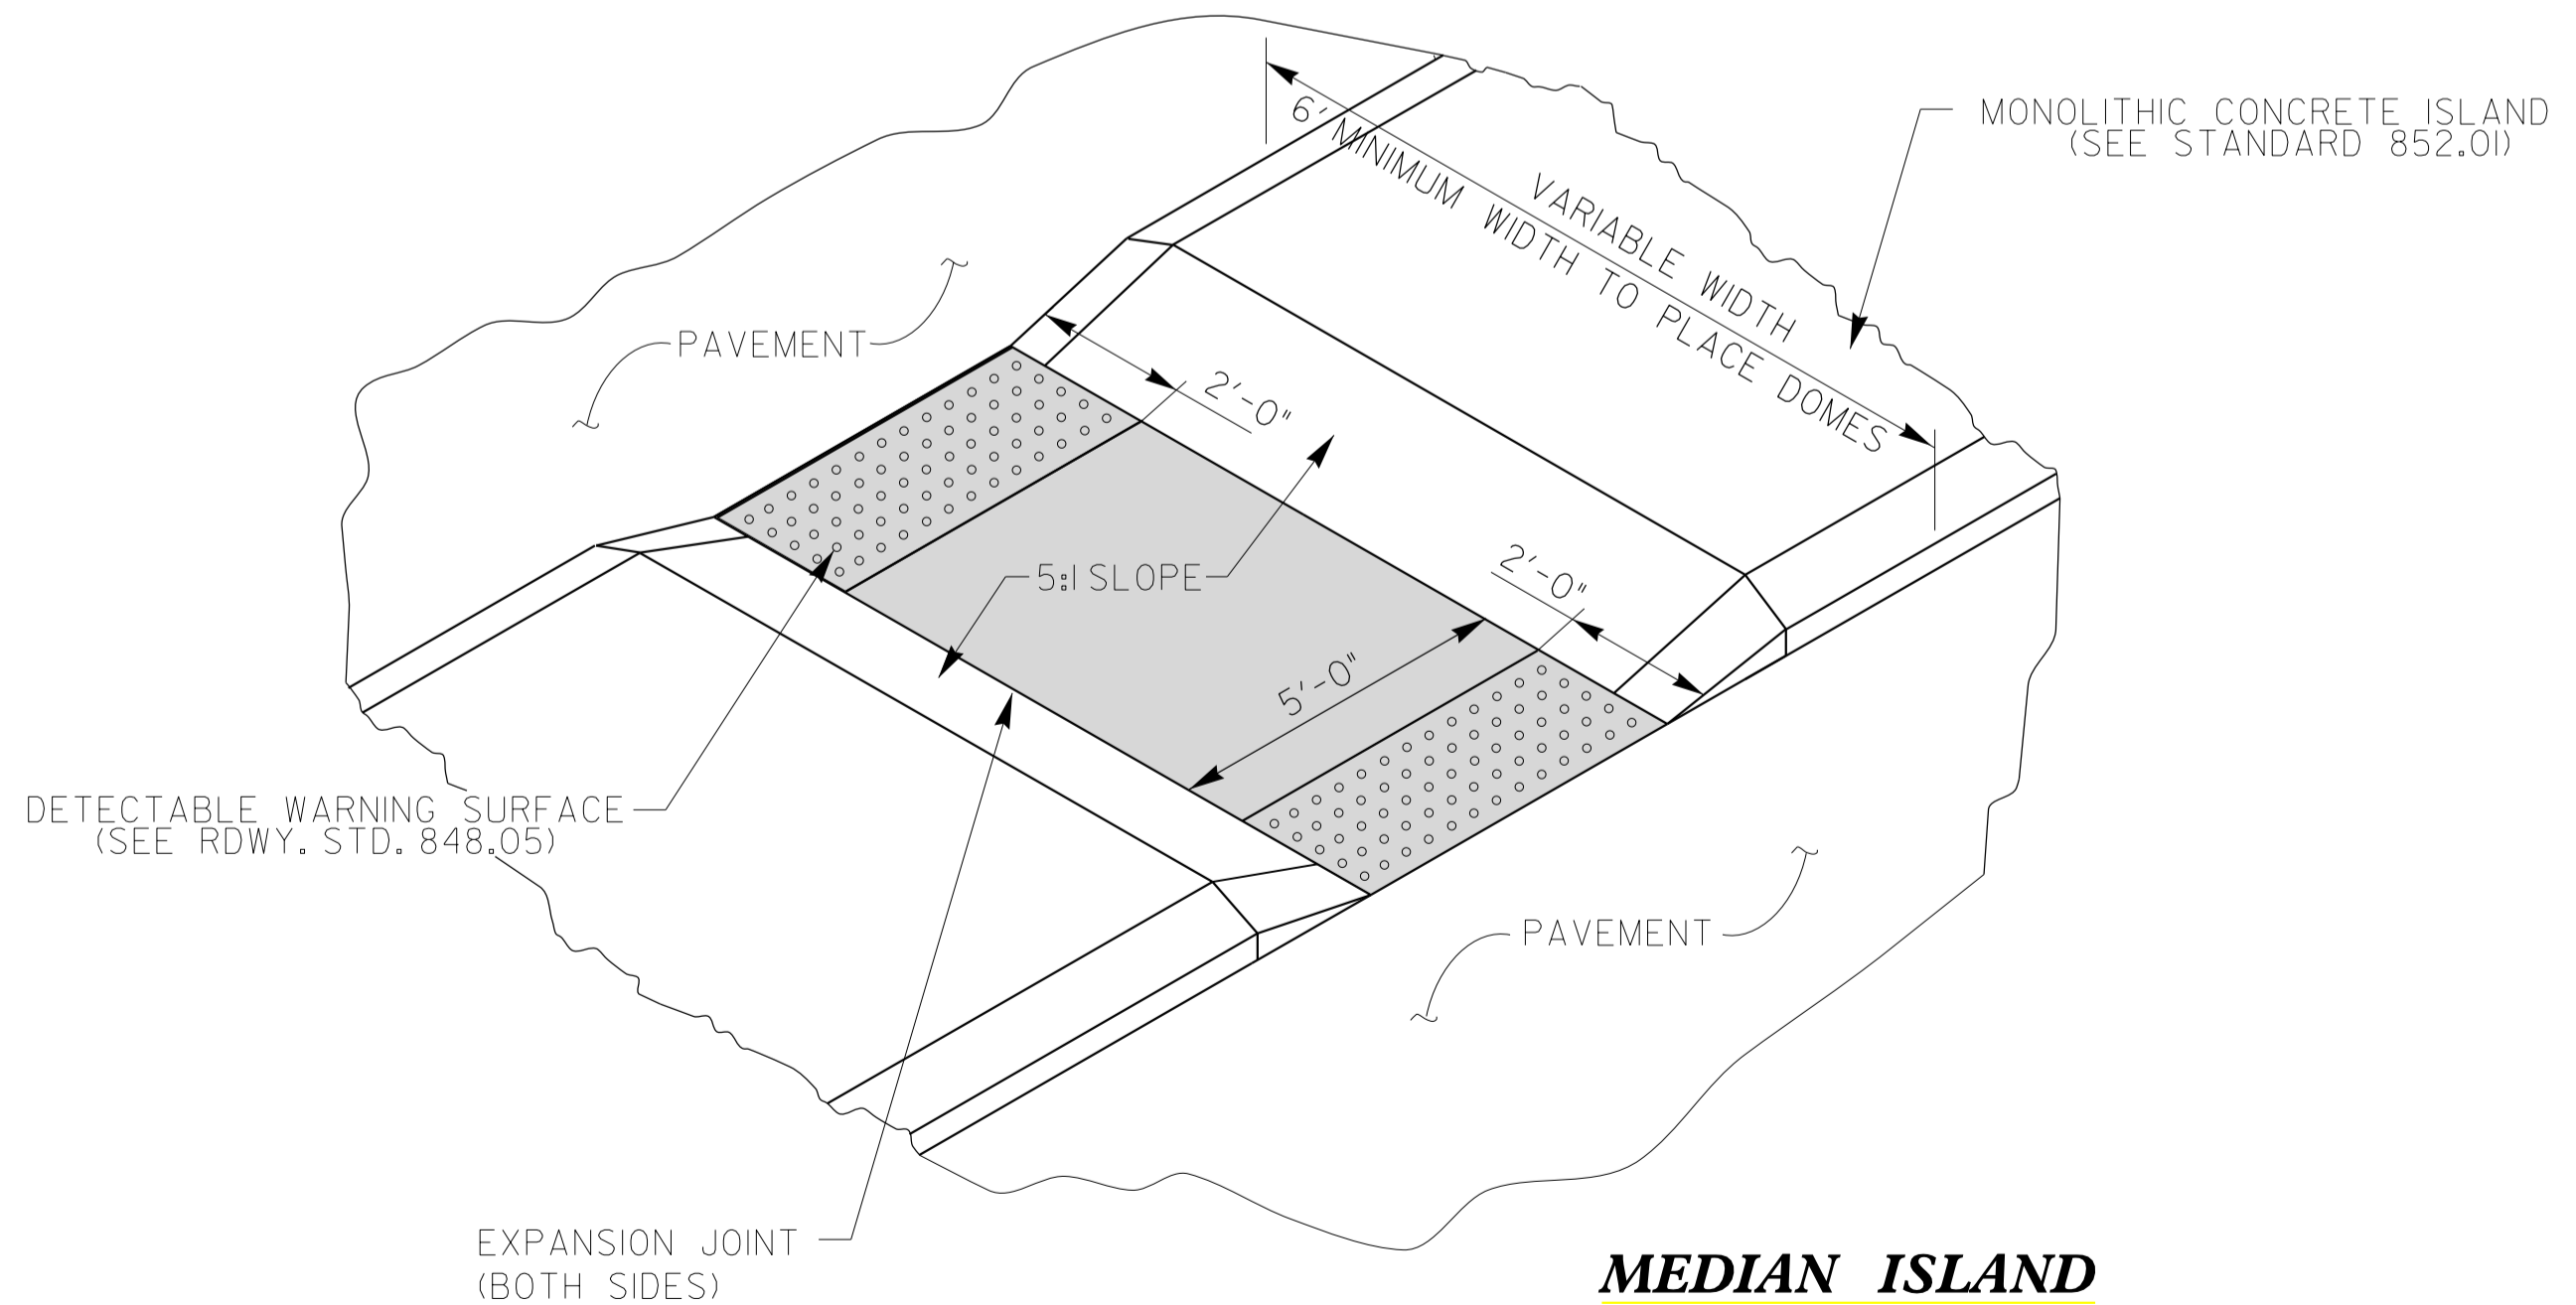 MONOLITHIC CONCRETE ISLAND
(SEE STANDARD 852.01)
VARIABLE WIDTH
6' MINIMUM WIDTH TO PLACE DOMES
PAVEMENT
2'-0"
5:1 SLOPE
2'-0"
5'-0"
DETECTABLE WARNING SURFACE
(SEE RDWY. STD. 848.05)
PAVEMENT
EXPANSION JOINT
(BOTH SIDES)
MEDIAN ISLAND